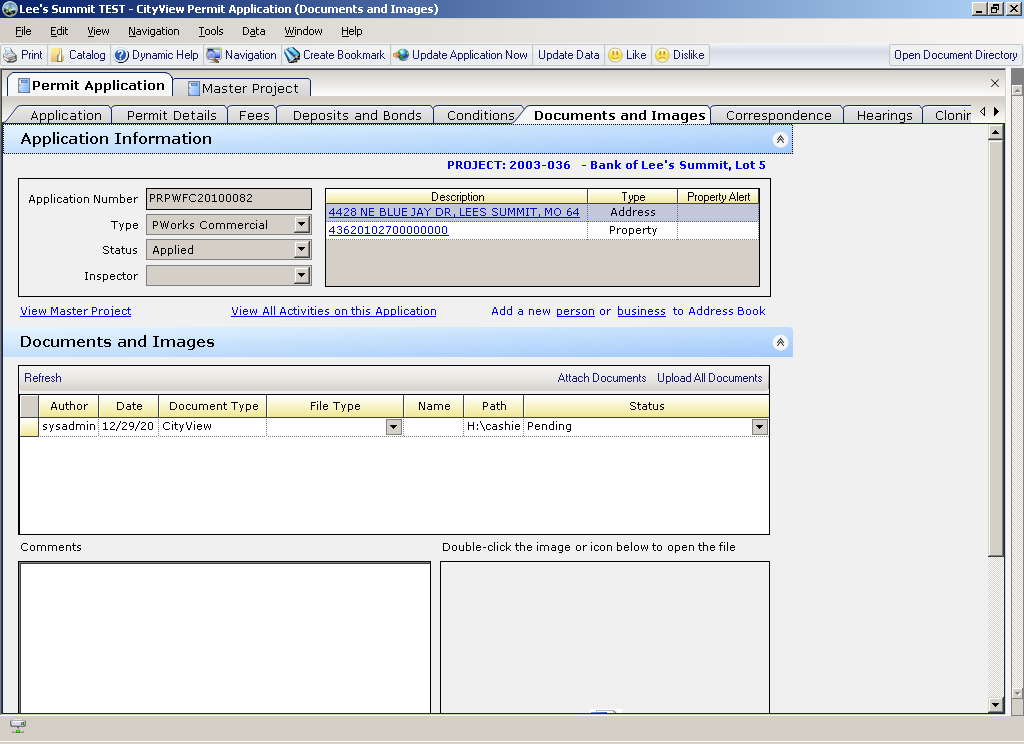 Lee's Summit TEST - CityView Permit Application (Documents and Images)
File Edit View Navigation Tools Data Window Help
Print Catalog Dynamic Help Navigation Create Bookmark Update Application Now Update Data Like Dislike Open Document Directory
Permit Application Master Project
Application Permit Details Fees Deposits and Bonds Conditions Documents and Images Correspondence Hearings Clonir
Application Information
PROJECT: 2003-036 - Bank of Lee's Summit, Lot 5
Application Number PRPWFC20100082
Type PWorks Commercial
Status Applied
Inspector
Description Type Property Alert
4428 NE BLUE JAY DR, LEES SUMMIT, MO 64 Address
43620102700000000 Property
View Master Project View All Activities on this Application Add a new person or business to Address Book
Documents and Images
Refresh Attach Documents Upload All Documents
Author Date Document Type File Type Name Path Status
sysadmin 12/29/20 CityView H:\cashie Pending
Comments Double-click the image or icon below to open the file